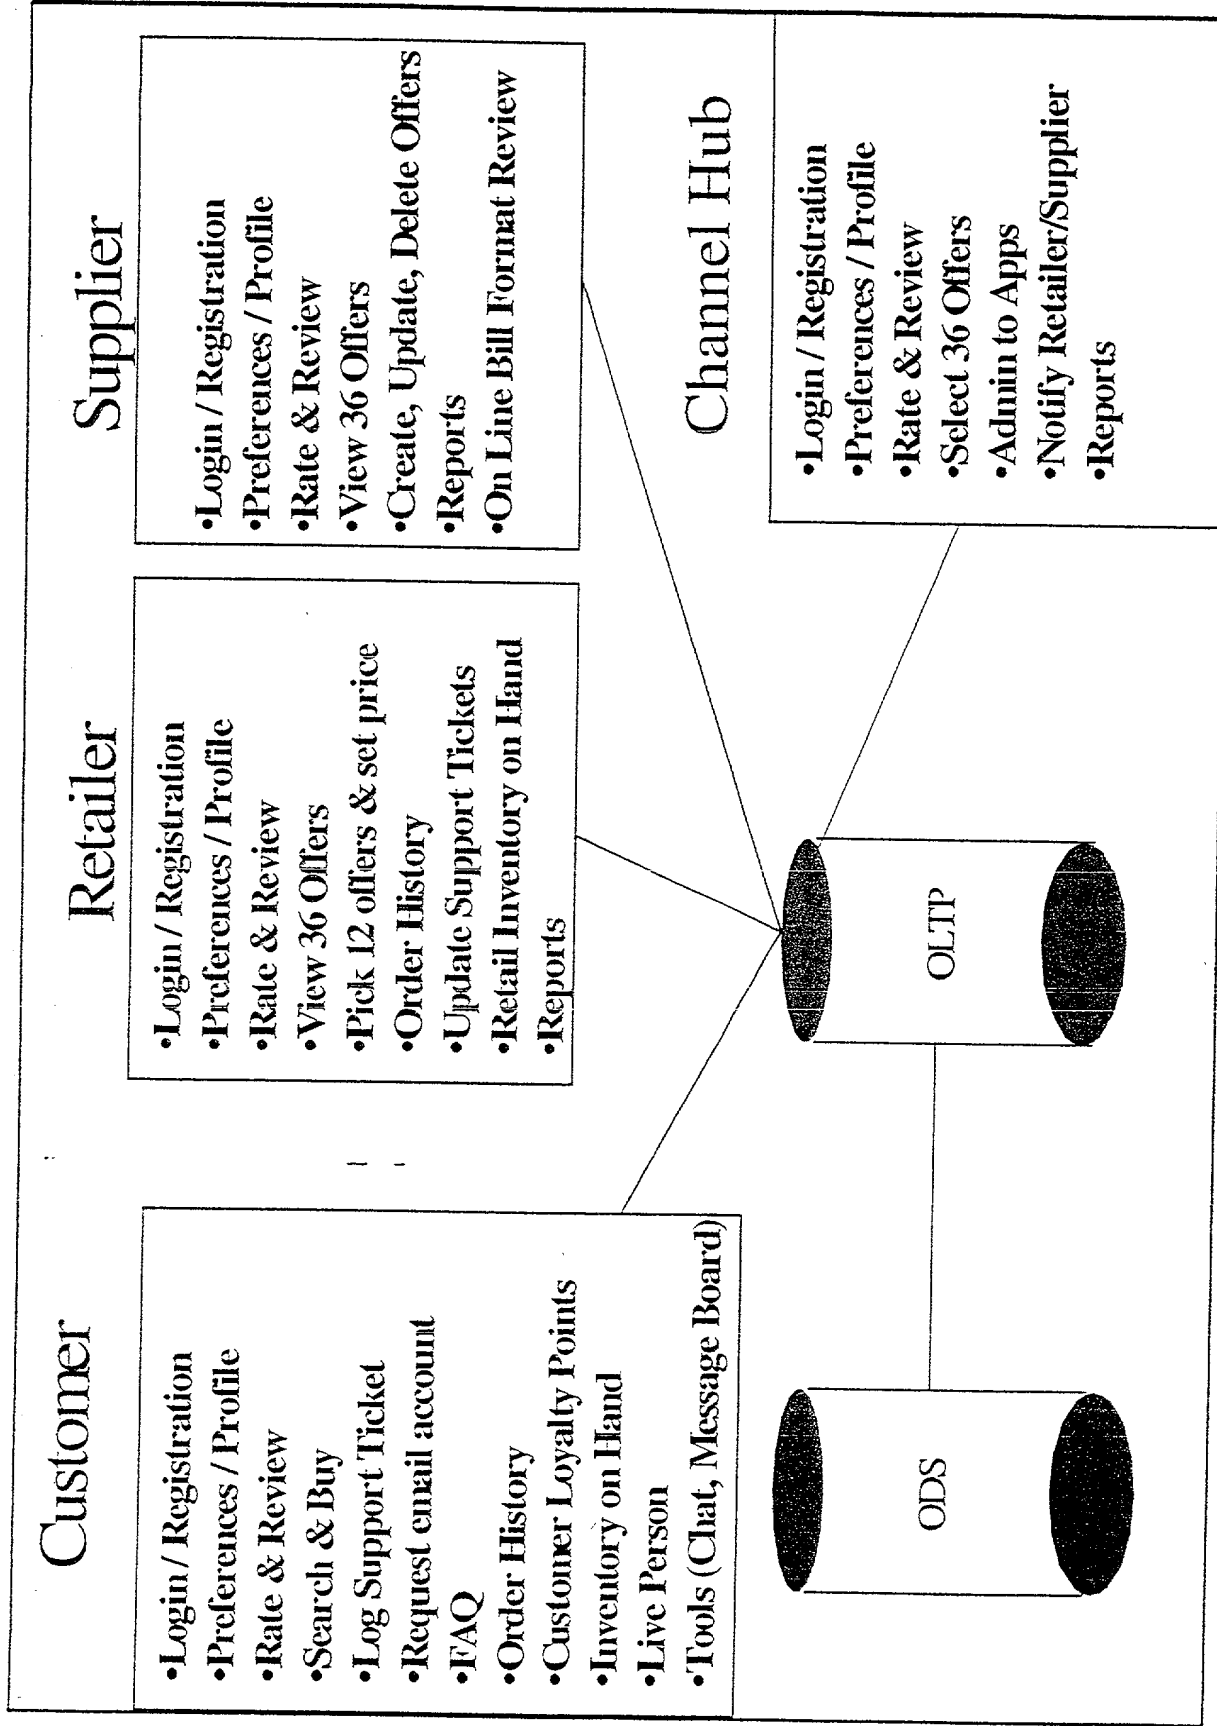 Customer
•Login / Registration
•Preferences / Profile
•Rate & Review
•Search & Buy
•Log Support Ticket
•Request email account
•FAQ
•Order History
•Customer Loyalty Points
•Inventory on Hand
•Live Person
•Tools (Chat, Message Board)
Retailer
•Login / Registration
•Preferences / Profile
•Rate & Review
•View 36 Offers
•Pick 12 offers & set price
•Order History
•Update Support Tickets
•Retail Inventory on Hand
•Reports
Supplier
•Login / Registration
•Preferences / Profile
•Rate & Review
•View 36 Offers
•Create, Update, Delete Offers
•Reports
•On Line Bill Format Review
Channel Hub
•Login / Registration
•Preferences / Profile
•Rate & Review
•Select 36 Offers
•Admin to Apps
•Notify Retailer/Supplier
•Reports
ODS
OLTP